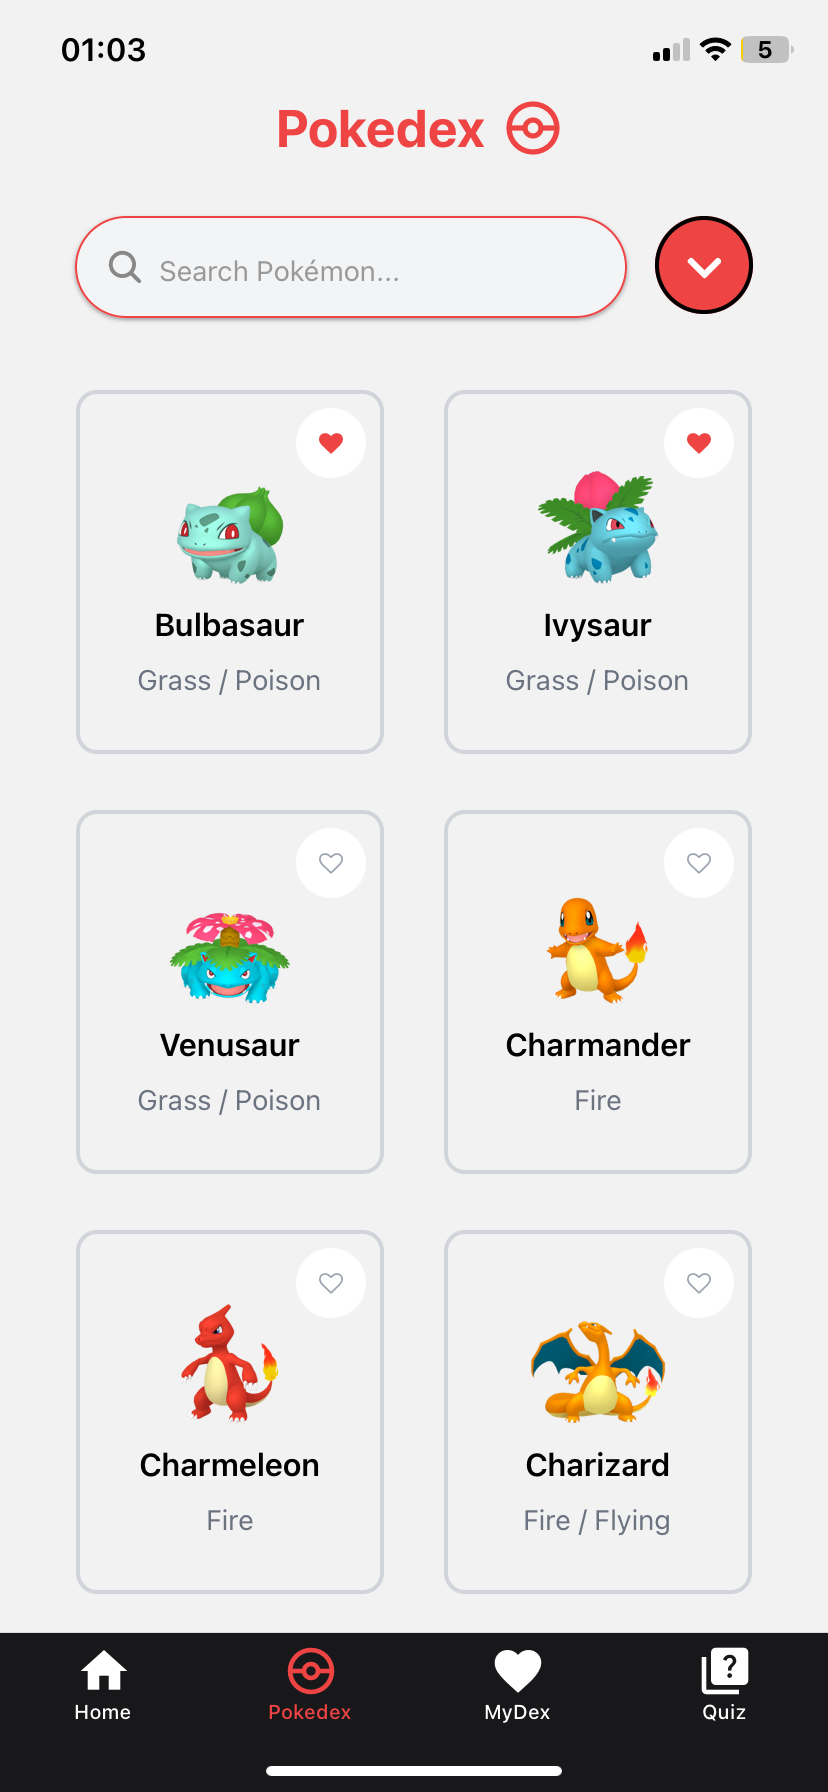 01:03
5
Pokedex
Search Pokémon...
Bulbasaur
Grass / Poison
Ivysaur
Grass / Poison
Venusaur
Grass / Poison
Charmander
Fire
Charmeleon
Fire
Charizard
Fire / Flying
?
Home
Pokedex
MyDex
Quiz